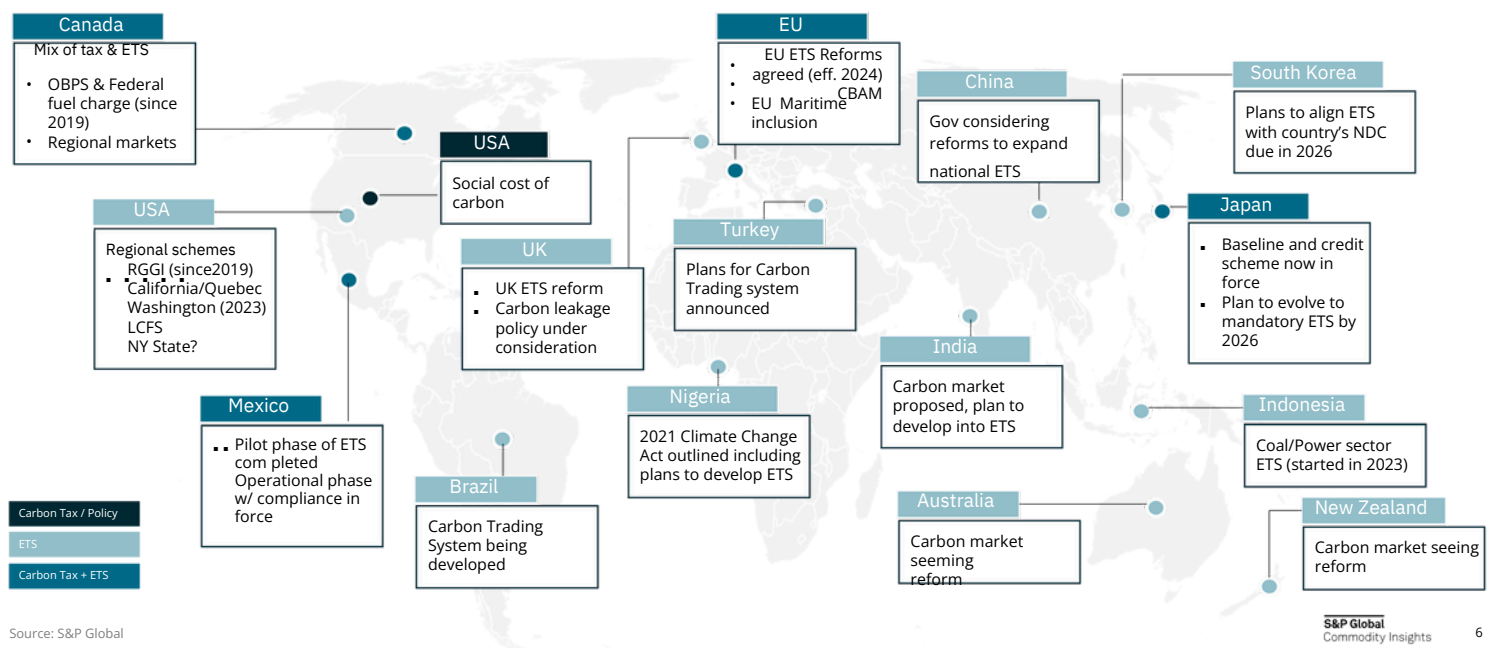 Canada
Mix of tax & ETS
• OBPS & Federal
fuel charge (since
2019)
• Regional markets
USA
Social cost of
carbon
USA
Regional schemes
▪ RGGI (since2019)
▪ California/Quebec
▪ Washington (2023)
▪ LCFS
▪ NY State?
Mexico
▪ Pilot phase of ETS
com pleted
▪ Operational phase
w/ compliance in
force
UK
▪ UK ETS reform
▪ Carbon leakage
policy under
consideration
EU
• EU ETS Reforms
agreed (eff. 2024)
• CBAM
• EU Maritime
inclusion
Turkey
Plans for Carbon
Trading system
announced
China
Gov considering
reforms to expand
national ETS
South Korea
Plans to align ETS
with country’s NDC
due in 2026
Japan
▪ Baseline and credit
scheme now in
force
▪ Plan to evolve to
mandatory ETS by
2026
India
Carbon market
proposed, plan to
develop into ETS
Nigeria
2021 Climate Change
Act outlined including
plans to develop ETS
Brazil
Carbon Trading
System being
developed
Indonesia
Coal/Power sector
ETS (started in 2023)
Australia
Carbon market
seeming
reform
New Zealand
Carbon market seeing
reform
Carbon Tax / Policy
ETS
Carbon Tax + ETS
Source: S&P Global
S&P Global
Commodity Insights
6